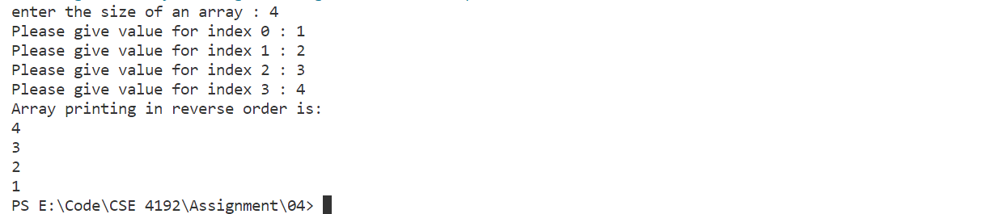 enter the size of an array : 4
Please give value for index 0 : 1
Please give value for index 1 : 2
Please give value for index 2 : 3
Please give value for index 3 : 4
Array printing in reverse order is:
4
3
2
1
PS E:\Code\CSE 4192\Assignment\04>